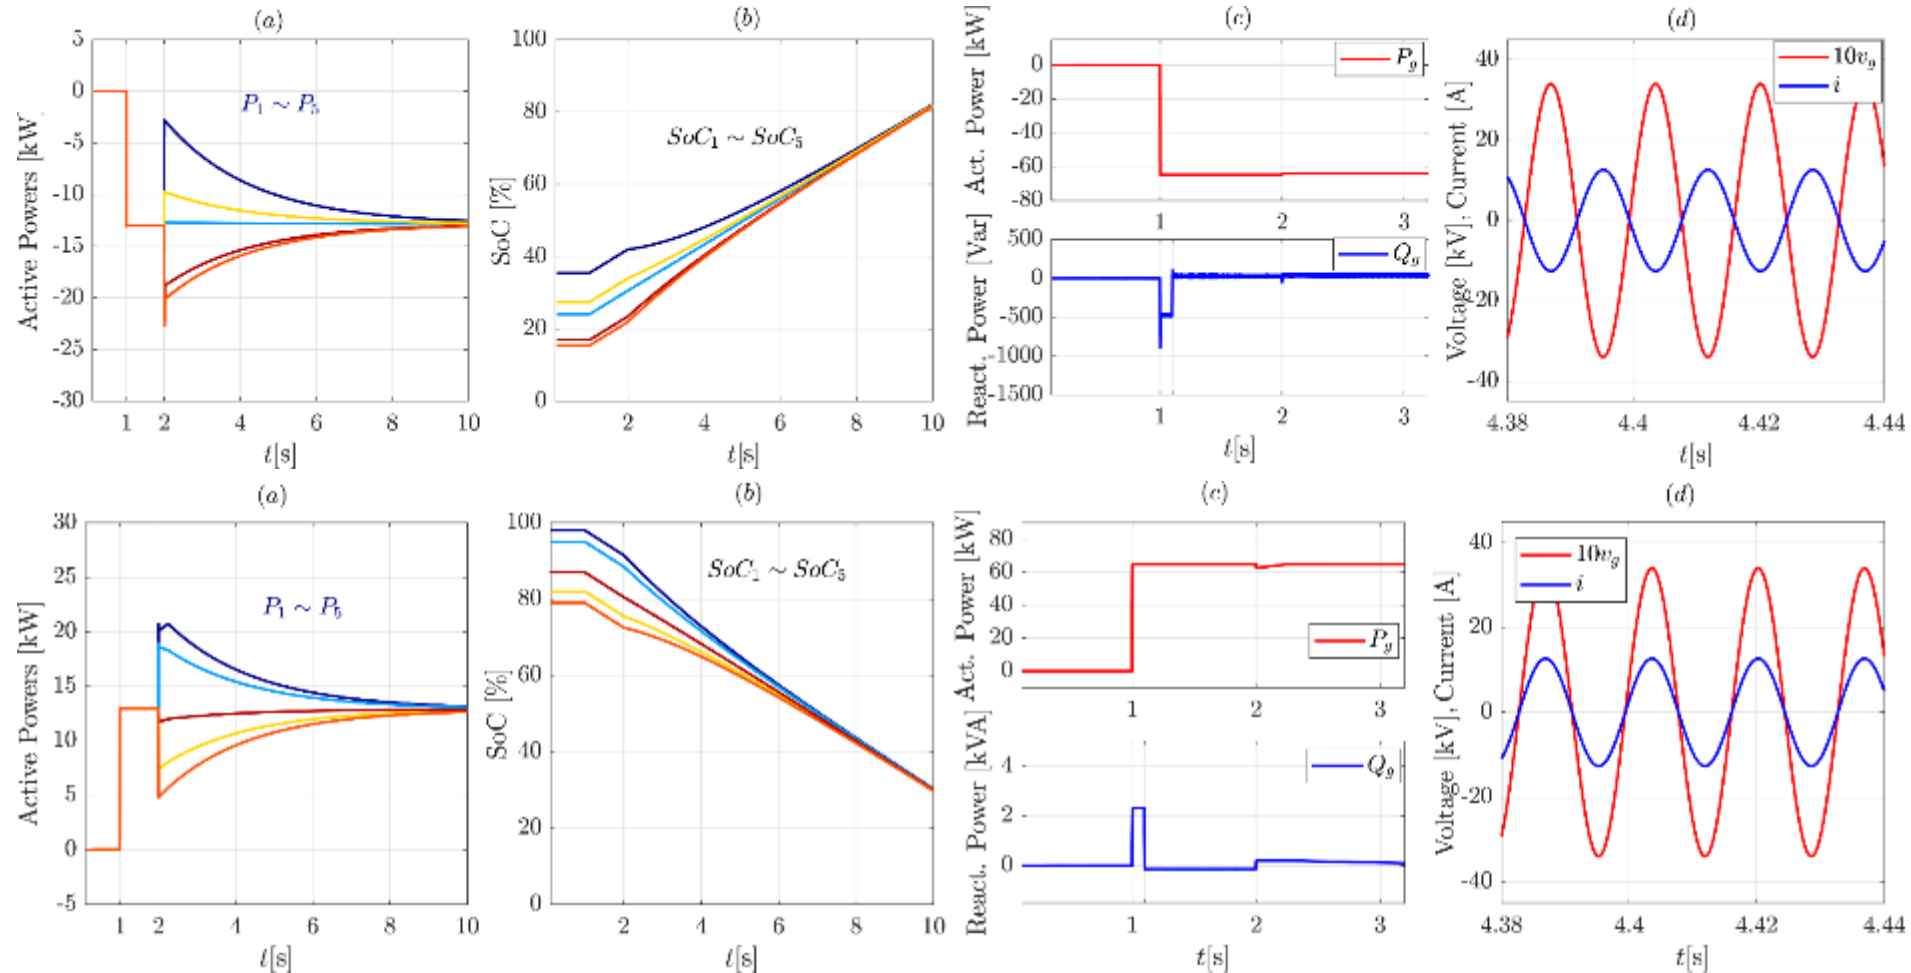 (a)
5
0
-5
-10
-15
-20
-25
-30
Active Powers [kW]
P1 ∼ P5
1 2 4 6 8 10
t[s]
(b)
100
80
60
40
20
0
SoC [%]
SoC1 ∼ SoC5
2 4 6 8 10
t[s]
(c)
0
-20
-40
-60
-80
Act. Power [kW]
Pg
1 2 3
500
0
-500
-1000
-1500
React. Power [Var]
Qg
1 2 3
t[s]
(d)
40
20
0
-20
-40
Voltage [kV], Current [A]
10vg
i
4.38 4.4 4.42 4.44
t[s]
(a)
30
25
20
15
10
5
0
-5
Active Powers [kW]
P1 ∼ P5
1 2 4 6 8 10
t[s]
(b)
100
80
60
40
20
0
SoC [%]
SoC1 ∼ SoC5
2 4 6 8 10
t[s]
(c)
80
60
40
20
0
Act. Power [kW]
Pg
1 2 3
4
2
0
React. Power [kVA]
Qg
1 2 3
t[s]
(d)
40
20
0
-20
-40
Voltage [kV], Current [A]
10vg
i
4.38 4.4 4.42 4.44
t[s]